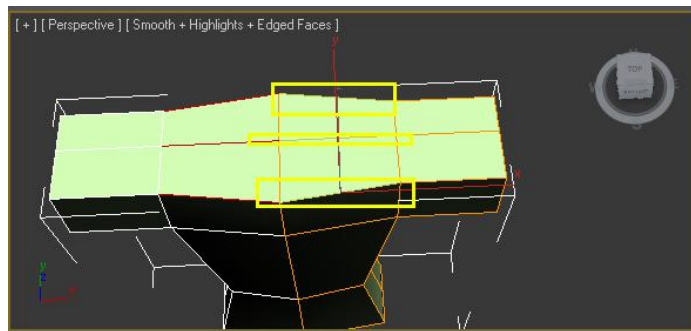 [ + ] [ Perspective ] [ Smooth + Highlights + Edged Faces ]
y
TOP
x
y
z